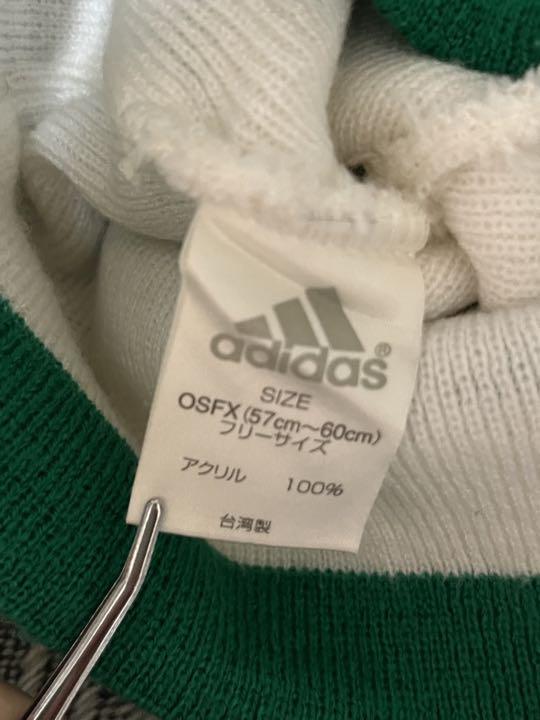 adidas®
SIZE
OSFX(57cm~60cm)
フリーサイズ
アクリル 100%
台湾製